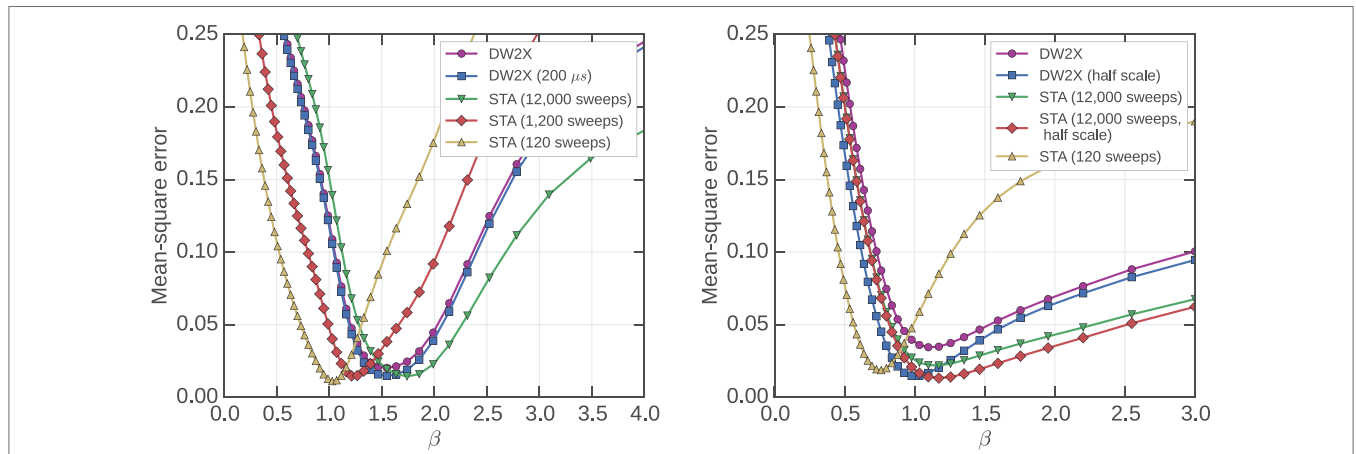 0.25
0.20
0.15
0.10
0.05
0.00
Mean-square error
0.0 0.5 1.0 1.5 2.0 2.5 3.0 3.5 4.0
β
DW2X
DW2X (200 μs)
STA (12,000 sweeps)
STA (1,200 sweeps)
STA (120 sweeps)
0.25
0.20
0.15
0.10
0.05
0.00
Mean-square error
0.0 0.5 1.0 1.5 2.0 2.5 3.0
β
DW2X
DW2X (half scale)
STA (12,000 sweeps)
STA (12,000 sweeps,
half scale)
STA (120 sweeps)